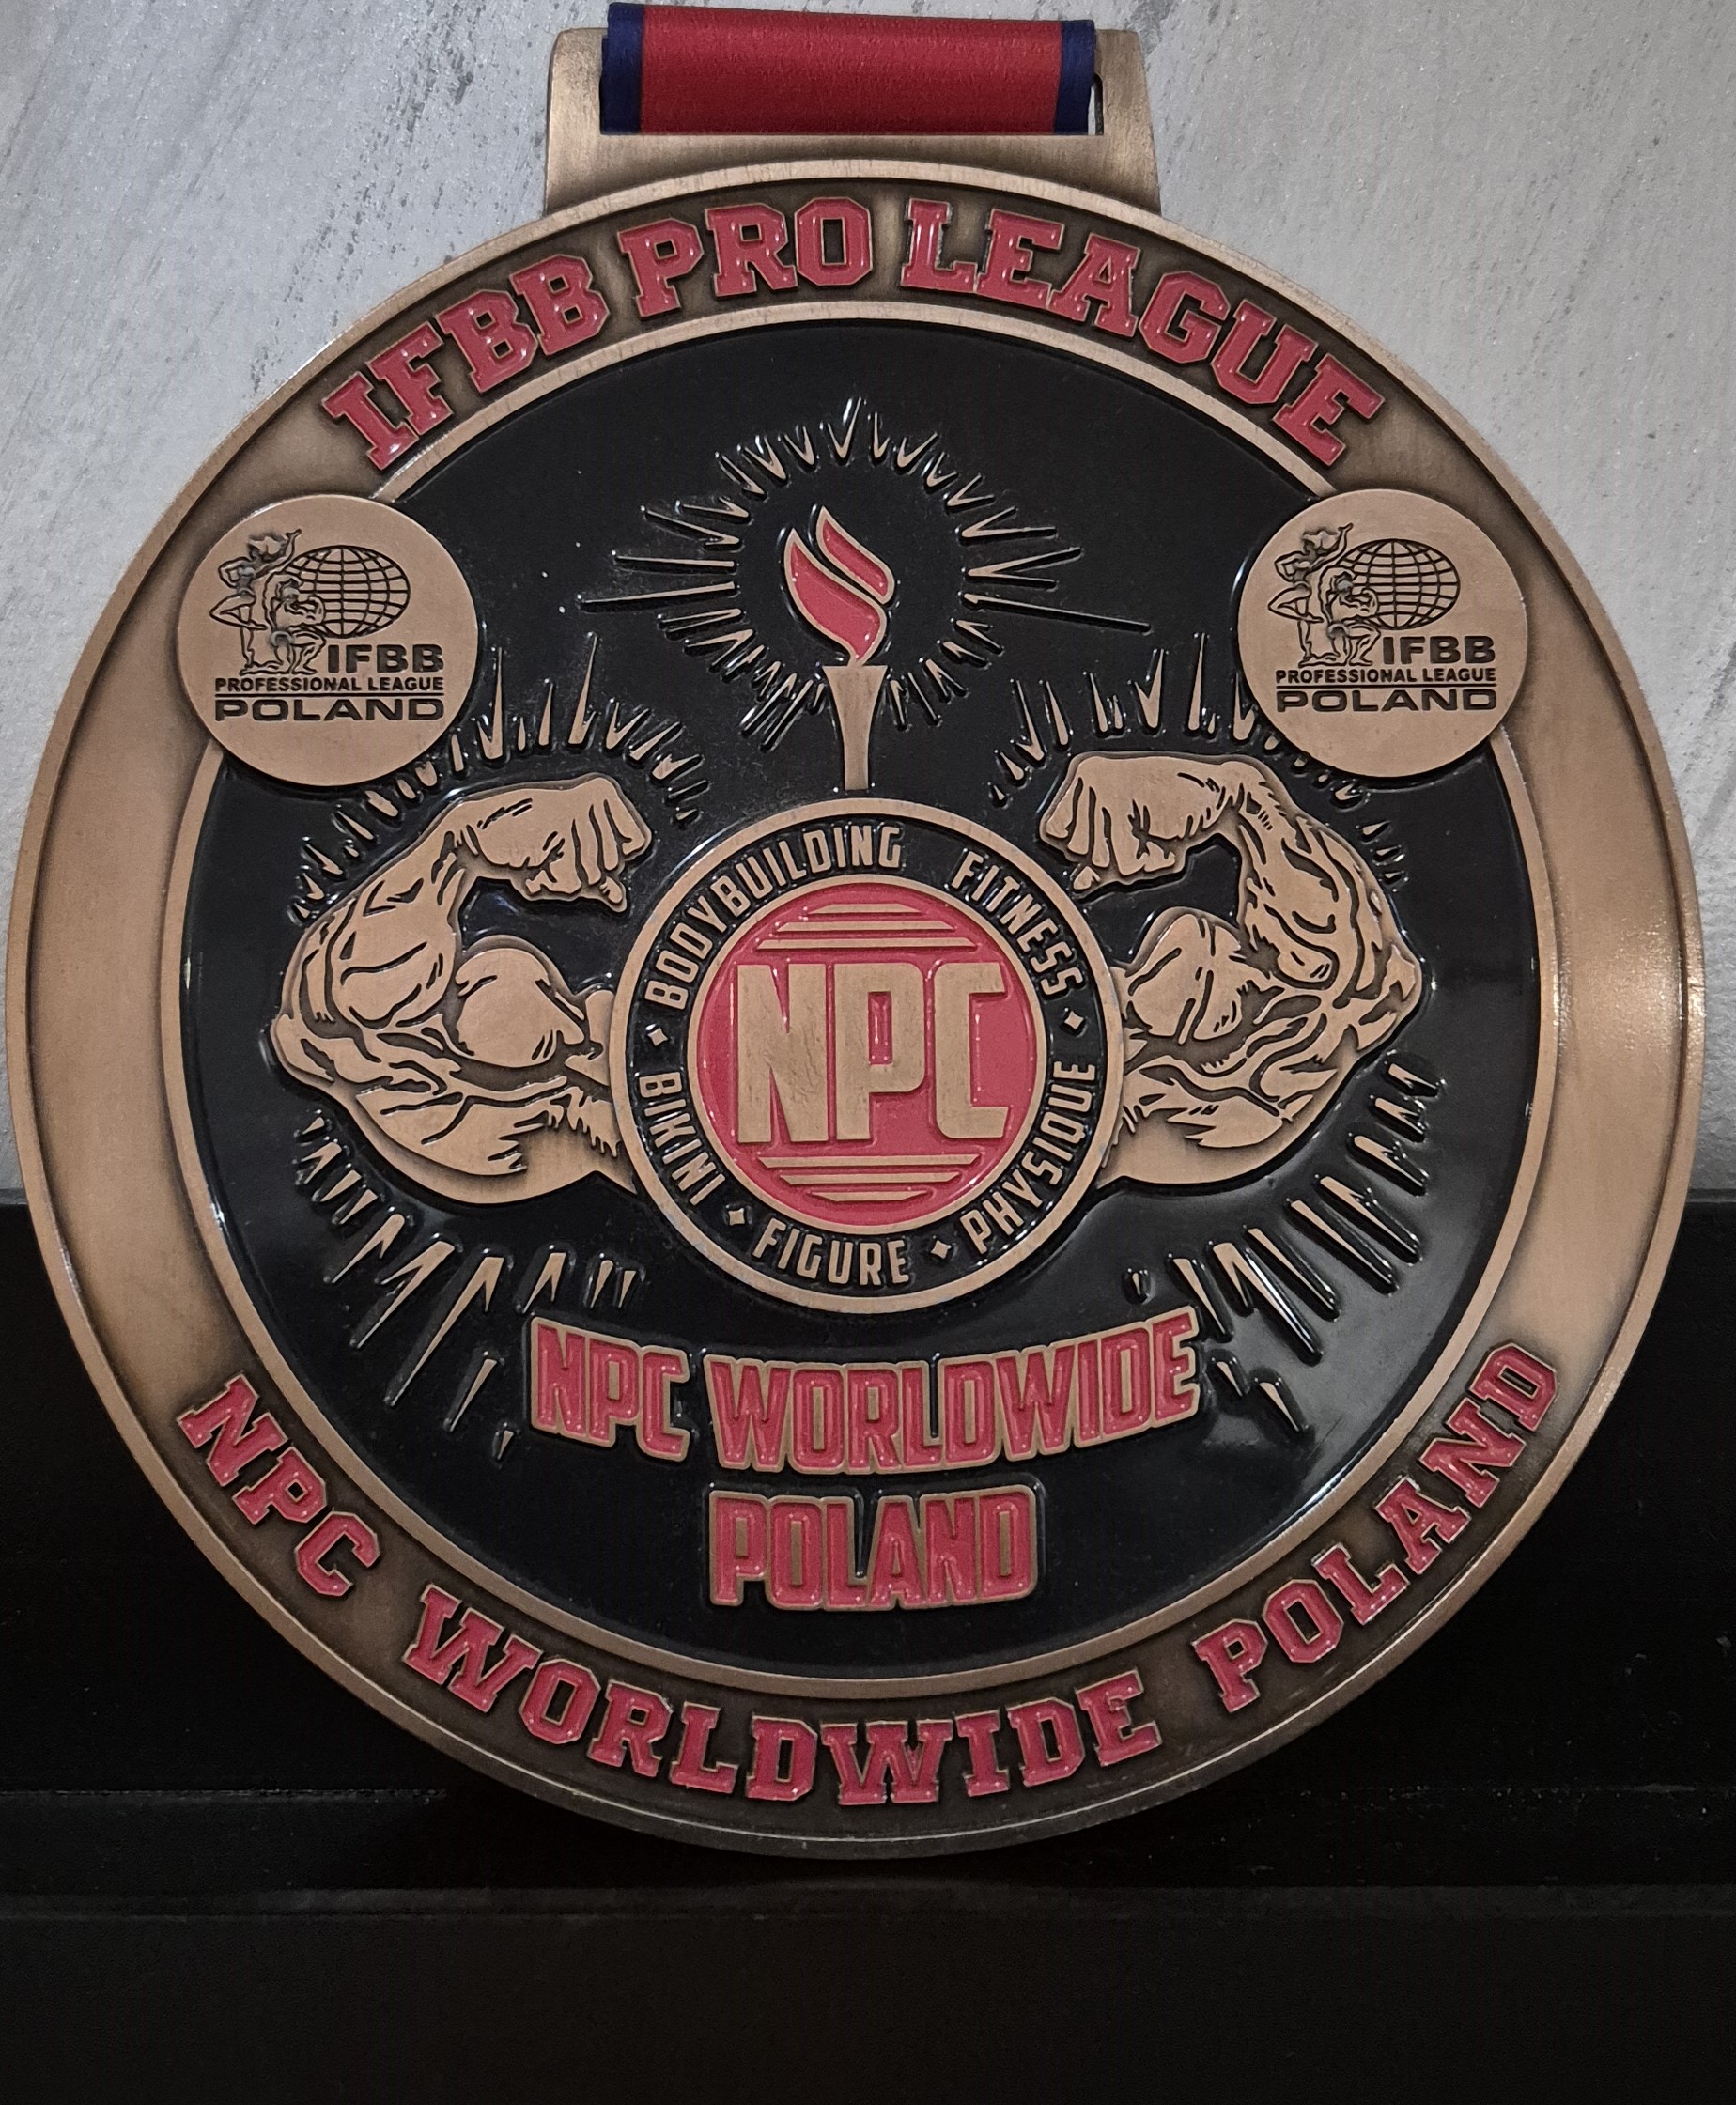 IFBB PRO LEAGUE
IFBB
PROFESSIONAL LEAGUE
POLAND
IFBB
PROFESSIONAL LEAGUE
POLAND
BODYBUILDING
FITNESS
BIKINI
FIGURE
PHYSIQUE
NPC
NPC WORLDWIDE
POLAND
NPC WORLDWIDE POLAND